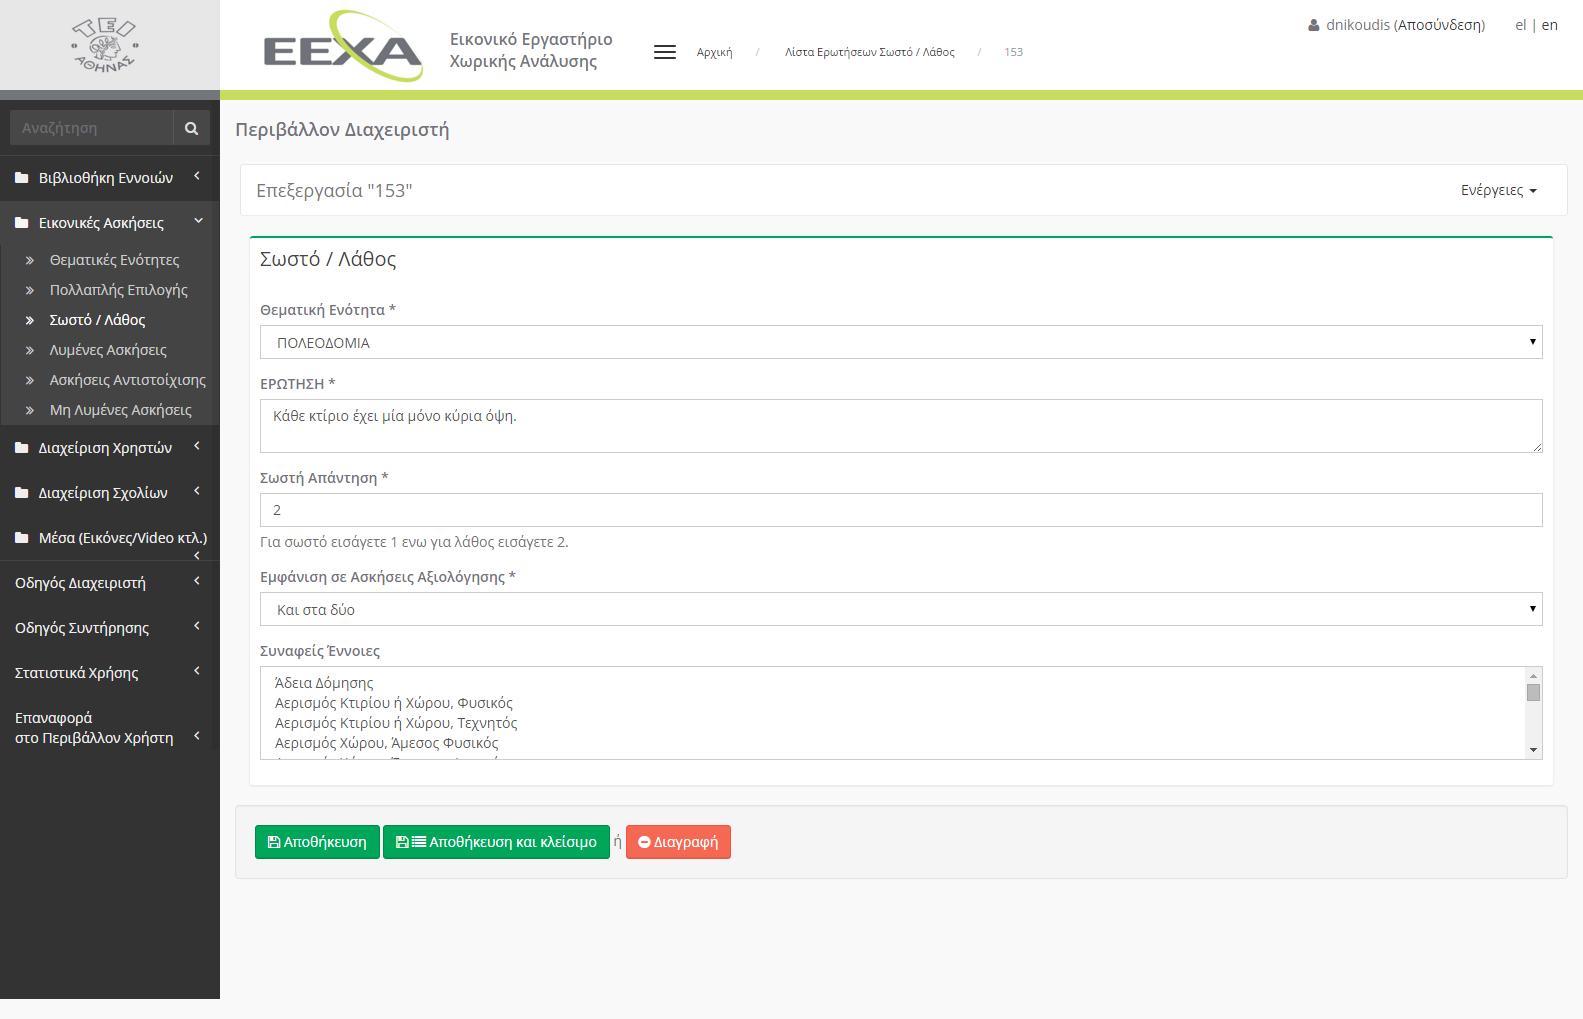 ΤΕΙ
ΑΘΗΝΑΣ
EEXA
Εικονικό Εργαστήριο
Χωρικής Ανάλυσης
Αρχική / Λίστα Ερωτήσεων Σωστό / Λάθος / 153
dnikoudis (Αποσύνδεση) el | en
Αναζήτηση
Βιβλιοθήκη Εννοιών
Εικονικές Ασκήσεις
Θεματικές Ενότητες
Πολλαπλής Επιλογής
Σωστό / Λάθος
Λυμένες Ασκήσεις
Ασκήσεις Αντιστοίχισης
Μη Λυμένες Ασκήσεις
Διαχείριση Χρηστών
Διαχείριση Σχολίων
Μέσα (Εικόνες/Video κτλ.)
Οδηγός Διαχειριστή
Οδηγός Συντήρησης
Στατιστικά Χρήσης
Επαναφορά
στο Περιβάλλον Χρήστη
Περιβάλλον Διαχειριστή
Επεξεργασία "153"
Ενέργειες
Σωστό / Λάθος
Θεματική Ενότητα *
ΠΟΛΕΟΔΟΜΙΑ
ΕΡΩΤΗΣΗ *
Κάθε κτίριο έχει μία μόνο κύρια όψη.
Σωστή Απάντηση *
2
Για σωστό εισάγετε 1 ενω για λάθος εισάγετε 2.
Εμφάνιση σε Ασκήσεις Αξιολόγησης *
Και στα δύο
Συναφείς Έννοιες
Άδεια Δόμησης
Αερισμός Κτιρίου ή Χώρου, Φυσικός
Αερισμός Κτιρίου ή Χώρου, Τεχνητός
Αερισμός Χώρου, Άμεσος Φυσικός
Αποθήκευση Αποθήκευση και κλείσιμο ή Διαγραφή